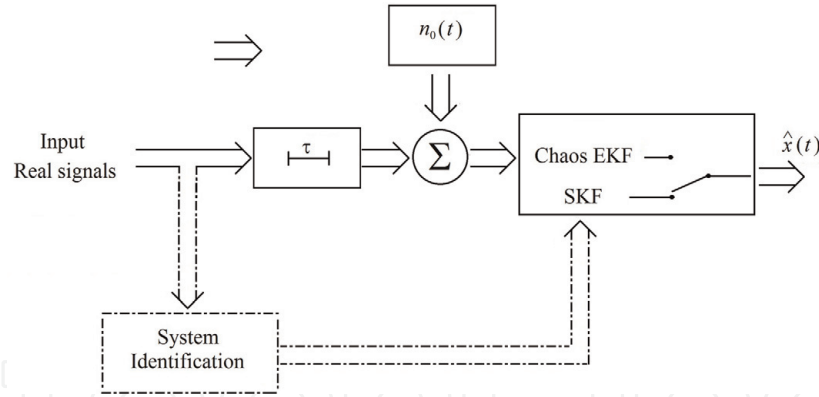 n₀(t)
Input
Real signals
τ
Σ
Chaos EKF
SKF
x̂(t)
System
Identification